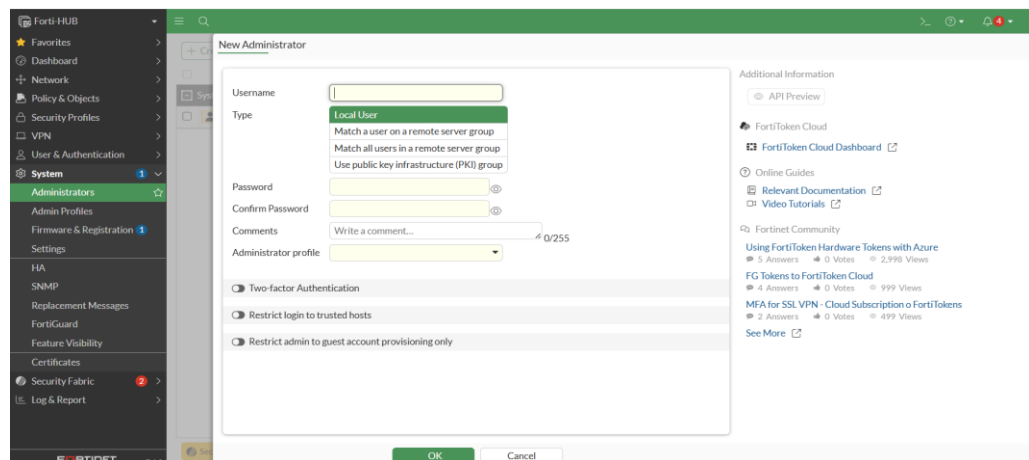 Forti-HUB
Favorites
Dashboard
Network
Policy & Objects
Security Profiles
VPN
User & Authentication
System 1
Administrators
Admin Profiles
Firmware & Registration 1
Settings
HA
SNMP
Replacement Messages
FortiGuard
Feature Visibility
Certificates
Security Fabric 2
Log & Report
>_ 4
New Administrator
Username
Type
Local User
Match a user on a remote server group
Match all users in a remote server group
Use public key infrastructure (PKI) group
Password
Confirm Password
Comments Write a comment... 0/255
Administrator profile
Two-factor Authentication
Restrict login to trusted hosts
Restrict admin to guest account provisioning only
OK Cancel
Additional Information
API Preview
FortiToken Cloud
FortiToken Cloud Dashboard
Online Guides
Relevant Documentation
Video Tutorials
Fortinet Community
Using FortiToken Hardware Tokens with Azure
5 Answers 0 Votes 2,998 Views
FG Tokens to FortiToken Cloud
4 Answers 0 Votes 999 Views
MFA for SSL VPN - Cloud Subscription o FortiTokens
2 Answers 0 Votes 499 Views
See More